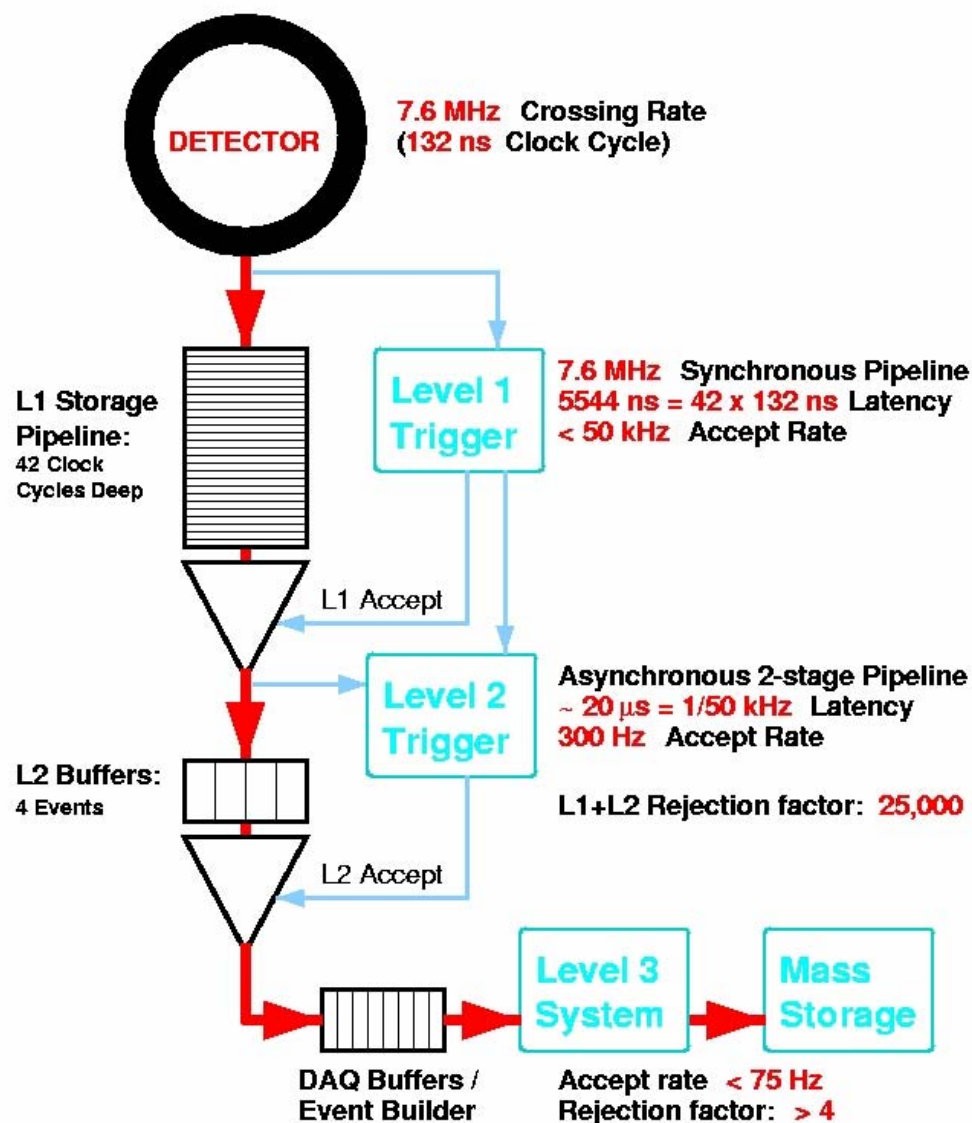 DETECTOR
7.6 MHz Crossing Rate
(132 ns Clock Cycle)
L1 Storage
Pipeline:
42 Clock
Cycles Deep
Level 1
Trigger
7.6 MHz Synchronous Pipeline
5544 ns = 42 x 132 ns Latency
< 50 kHz Accept Rate
L1 Accept
Level 2
Trigger
Asynchronous 2-stage Pipeline
~ 20 µs = 1/50 kHz Latency
300 Hz Accept Rate
L2 Buffers:
4 Events
L1+L2 Rejection factor: 25,000
L2 Accept
DAQ Buffers /
Event Builder
Level 3
System
Mass
Storage
Accept rate < 75 Hz
Rejection factor: > 4